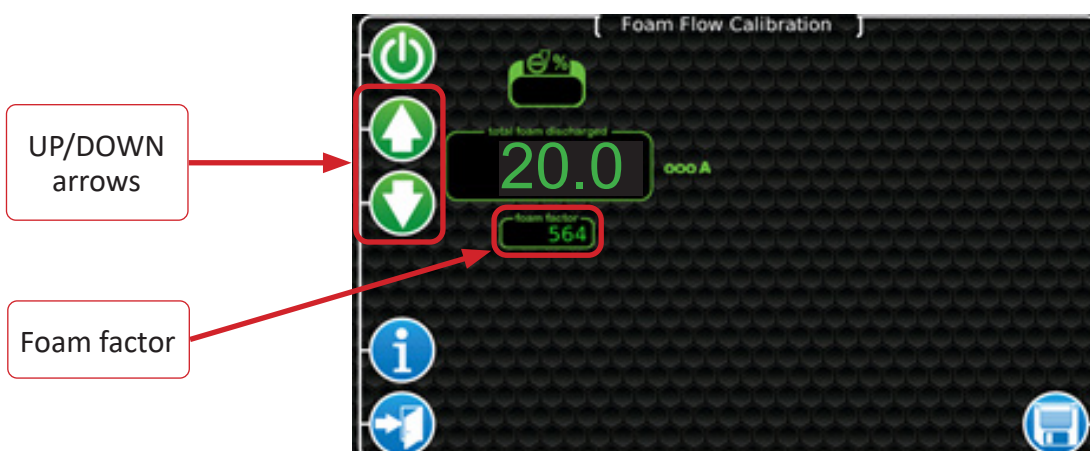 [ Foam Flow Calibration ]
%
UP/DOWN
arrows
total foam discharged
20.0
ooo A
foam factor
564
Foam factor
i